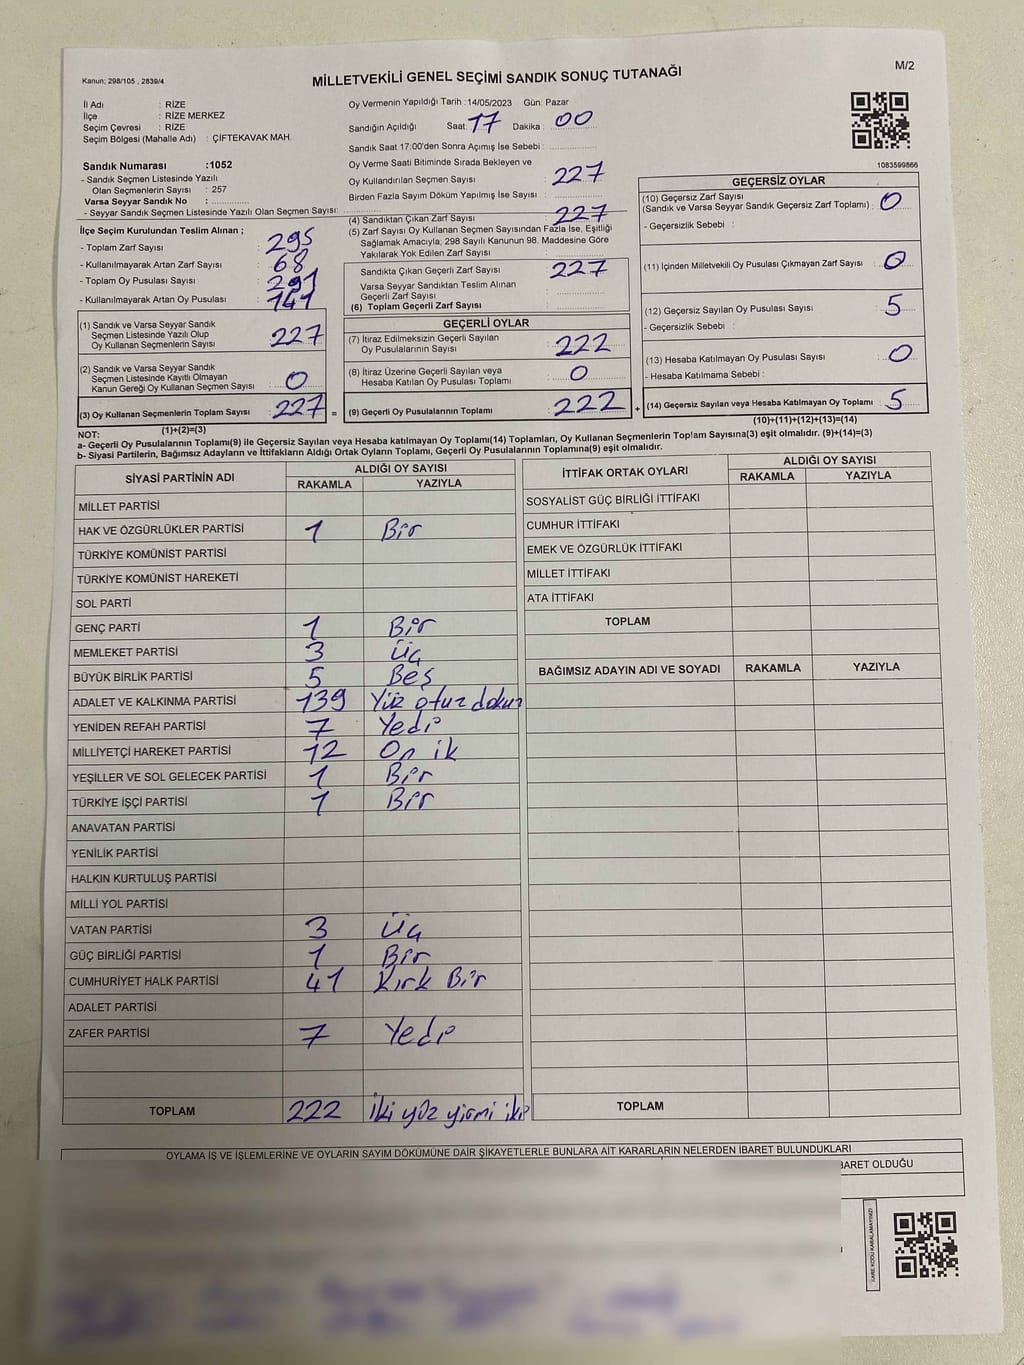 Kanun; 298/105 , 2839/4
MİLLETVEKİLİ GENEL SEÇİMİ SANDIK SONUÇ TUTANAĞI
M/2
İl Adı : RİZE
İlçe : RİZE MERKEZ
Seçim Çevresi : RİZE
Seçim Bölgesi (Mahalle Adı) : ÇİFTEKAVAK MAH.
Sandık Numarası :1052
- Sandık Seçmen Listesinde Yazılı
Olan Seçmenlerin Sayısı : 257
Varsa Seyyar Sandık No :
- Seyyar Sandık Seçmen Listesinde Yazılı Olan Seçmen Sayısı:
İlçe Seçim Kurulundan Teslim Alınan ;
- Toplam Zarf Sayısı : 295
- Kullanılmayarak Artan Zarf Sayısı : 68
- Toplam Oy Pusulası : 291
- Kullanılmayarak Artan Oy Pusulası : 141
(1) Sandık ve Varsa Seyyar Sandık
Seçmen Listesinde Yazılı Olup
Oy Kullanan Seçmenlerin Sayısı : 227
(2) Sandık ve Varsa Seyyar Sandık
Seçmen Listesinde Kayıtlı Olmayan
Kanun Gereği Oy Kullanan Seçmen Sayısı : 0
(3) Oy Kullanan Seçmenlerin Toplam Sayısı : 227 =
(1)+(2)=(3)
Oy Vermenin Yapıldığı Tarih :14/05/2023 Gün: Pazar
Sandığın Açıldığı Saat: 17 Dakika : 00
Sandık Saat 17:00'den Sonra Açımış İse Sebebi :
Oy Verme Saati Bitiminde Sırada Bekleyen ve
Oy Kullandırılan Seçmen Sayısı : 227
Birden Fazla Sayım Döküm Yapılmış İse Sayısı :
(4) Sandıktan Çıkan Zarf Sayısı : 227
(5) Zarf Sayısı Oy Kullanan Seçmen Sayısından Fazla İse, Eşitliği
Sağlamak Amacıyla; 298 Sayılı Kanunun 98. Maddesine Göre
Yakılarak Yok Edilen Zarf Sayısı :
Sandıkta Çıkan Geçerli Zarf Sayısı : 227
Varsa Seyyar Sandıktan Teslim Alınan
Geçerli Zarf Sayısı :
(6) Toplam Geçerli Zarf Sayısı :
GEÇERLİ OYLAR
(7) İtiraz Edilmeksizin Geçerli Sayılan
Oy Pusulalarının Sayısı : 222
(8) İtiraz Üzerine Geçerli Sayılan veya
Hesaba Katılan Oy Pusulası Toplamı : 0
(9) Geçerli Oy Pusulalarının Toplamı : 222 +
1083599866
GEÇERSİZ OYLAR
(10) Geçersiz Zarf Sayısı
(Sandık ve Varsa Seyyar Sandık Geçersiz Zarf Toplamı) : 0
- Geçersizlik Sebebi :
(11) İçinden Milletvekili Oy Pusulası Çıkmayan Zarf Sayısı : 0
(12) Geçersiz Sayılan Oy Pusulası Sayısı : 5
- Geçersizlik Sebebi :
(13) Hesaba Katılmayan Oy Pusulası Sayısı : 0
- Hesaba Katılmama Sebebi :
(14) Geçersiz Sayılan veya Hesaba Katılmayan Oy Toplamı : 5
(10)+(11)+(12)+(13)=(14)
NOT:
a- Geçerli Oy Pusulalarının Toplamı(9) ile Geçersiz Sayılan veya Hesaba katılmayan Oy Toplamı(14) Toplamları, Oy Kullanan Seçmenlerin Toplam Sayısına(3) eşit olmalıdır. (9)+(14)=(3)
b- Siyasi Partilerin, Bağımsız Adayların ve İttifakların Aldığı Ortak Oyların Toplamı, Geçerli Oy Pusulalarının Toplamına(9) eşit olmalıdır.
SİYASİ PARTİNİN ADI ALDIĞI OY SAYISI
RAKAMLA YAZIYLA
MİLLET PARTİSİ
HAK VE ÖZGÜRLÜKLER PARTİSİ 1 Bir
TÜRKİYE KOMÜNİST PARTİSİ
TÜRKİYE KOMÜNİST HAREKETİ
SOL PARTİ
GENÇ PARTİ 1 Bir
MEMLEKET PARTİSİ 3 Üç
BÜYÜK BİRLİK PARTİSİ 5 Beş
ADALET VE KALKINMA PARTİSİ 139 Yüz otuz dokuz
YENİDEN REFAH PARTİSİ 7 Yedi
MİLLİYETÇİ HAREKET PARTİSİ 12 On ik
YEŞİLLER VE SOL GELECEK PARTİSİ 1 Bir
TÜRKİYE İŞÇİ PARTİSİ 1 Bir
ANAVATAN PARTİSİ
YENİLİK PARTİSİ
HALKIN KURTULUŞ PARTİSİ
MİLLİ YOL PARTİSİ
VATAN PARTİSİ 3 Üç
GÜÇ BİRLİĞİ PARTİSİ 1 Bir
CUMHURİYET HALK PARTİSİ 41 Kırk Bir
ADALET PARTİSİ
ZAFER PARTİSİ 7 Yedi
TOPLAM 222 İki yüz yirmi iki
İTTİFAK ORTAK OYLARI ALDIĞI OY SAYISI
RAKAMLA YAZIYLA
SOSYALİST GÜÇ BİRLİĞİ İTTİFAKI
CUMHUR İTTİFAKI
EMEK VE ÖZGÜRLÜK İTTİFAKI
MİLLET İTTİFAKI
ATA İTTİFAKI
TOPLAM
BAĞIMSIZ ADAYIN ADI VE SOYADI RAKAMLA YAZIYLA
TOPLAM
OYLAMA İŞ VE İŞLEMLERİNE VE OYLARIN SAYIM DÖKÜMÜNE DAİR ŞİKAYETLERLE BUNLARA AİT KARARLARIN NELERDEN İBARET BULUNDUKLARI
BARET OLDUĞU
KARE KODU KARALAMAYINIZ!